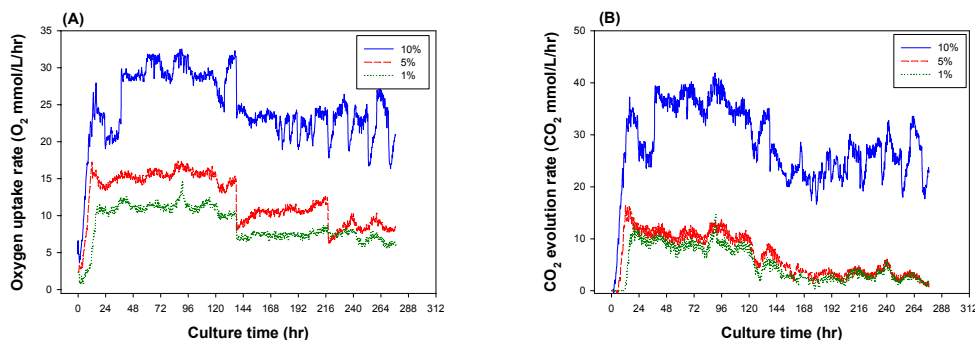 (A)
Oxygen uptake rate (O₂ mmol/L/hr)
35
30
25
20
15
10
5
0
10%
5%
1%
0 24 48 72 96 120 144 168 192 216 240 264 288 312
Culture time (hr)
(B)
CO₂ evolution rate (CO₂ mmol/L/hr)
50
40
30
20
10
0
10%
5%
1%
0 24 48 72 96 120 144 168 192 216 240 264 288 312
Culture time (hr)